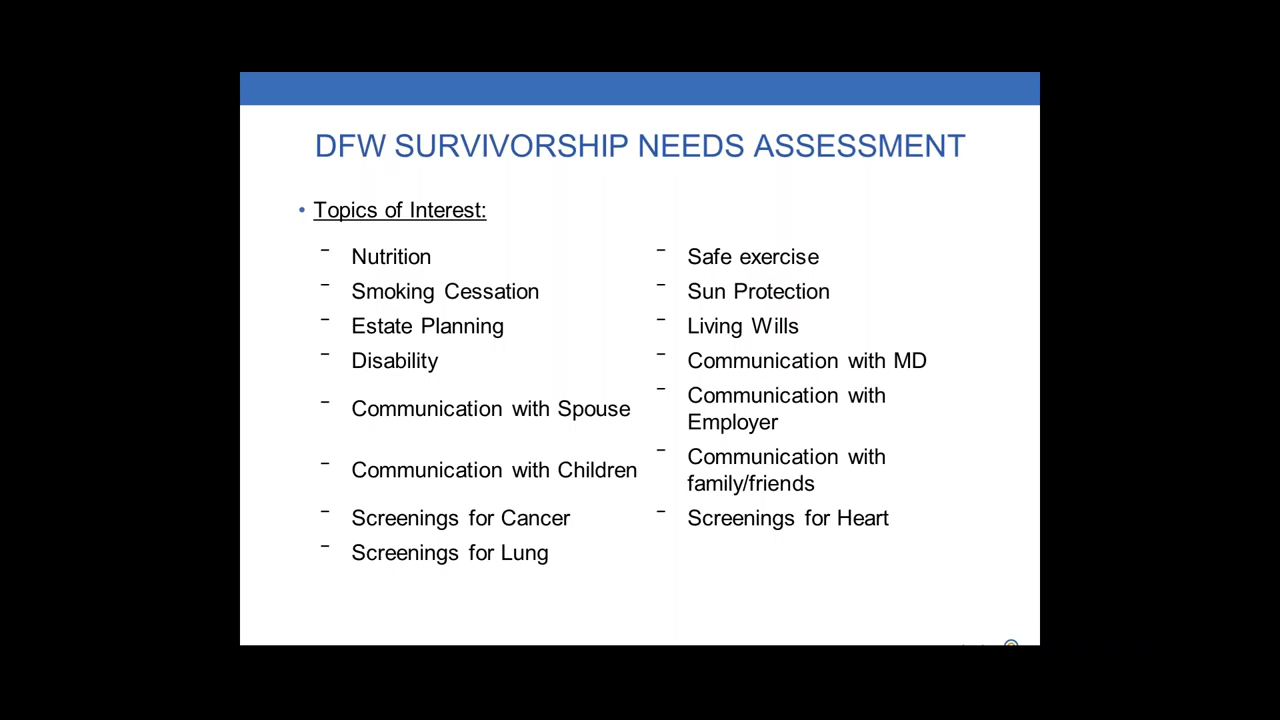 DFW SURVIVORSHIP NEEDS ASSESSMENT
• Topics of Interest:
– Nutrition
– Smoking Cessation
– Estate Planning
– Disability
– Communication with Spouse
– Communication with Children
– Screenings for Cancer
– Screenings for Lung
– Safe exercise
– Sun Protection
– Living Wills
– Communication with MD
– Communication with
Employer
– Communication with
family/friends
– Screenings for Heart